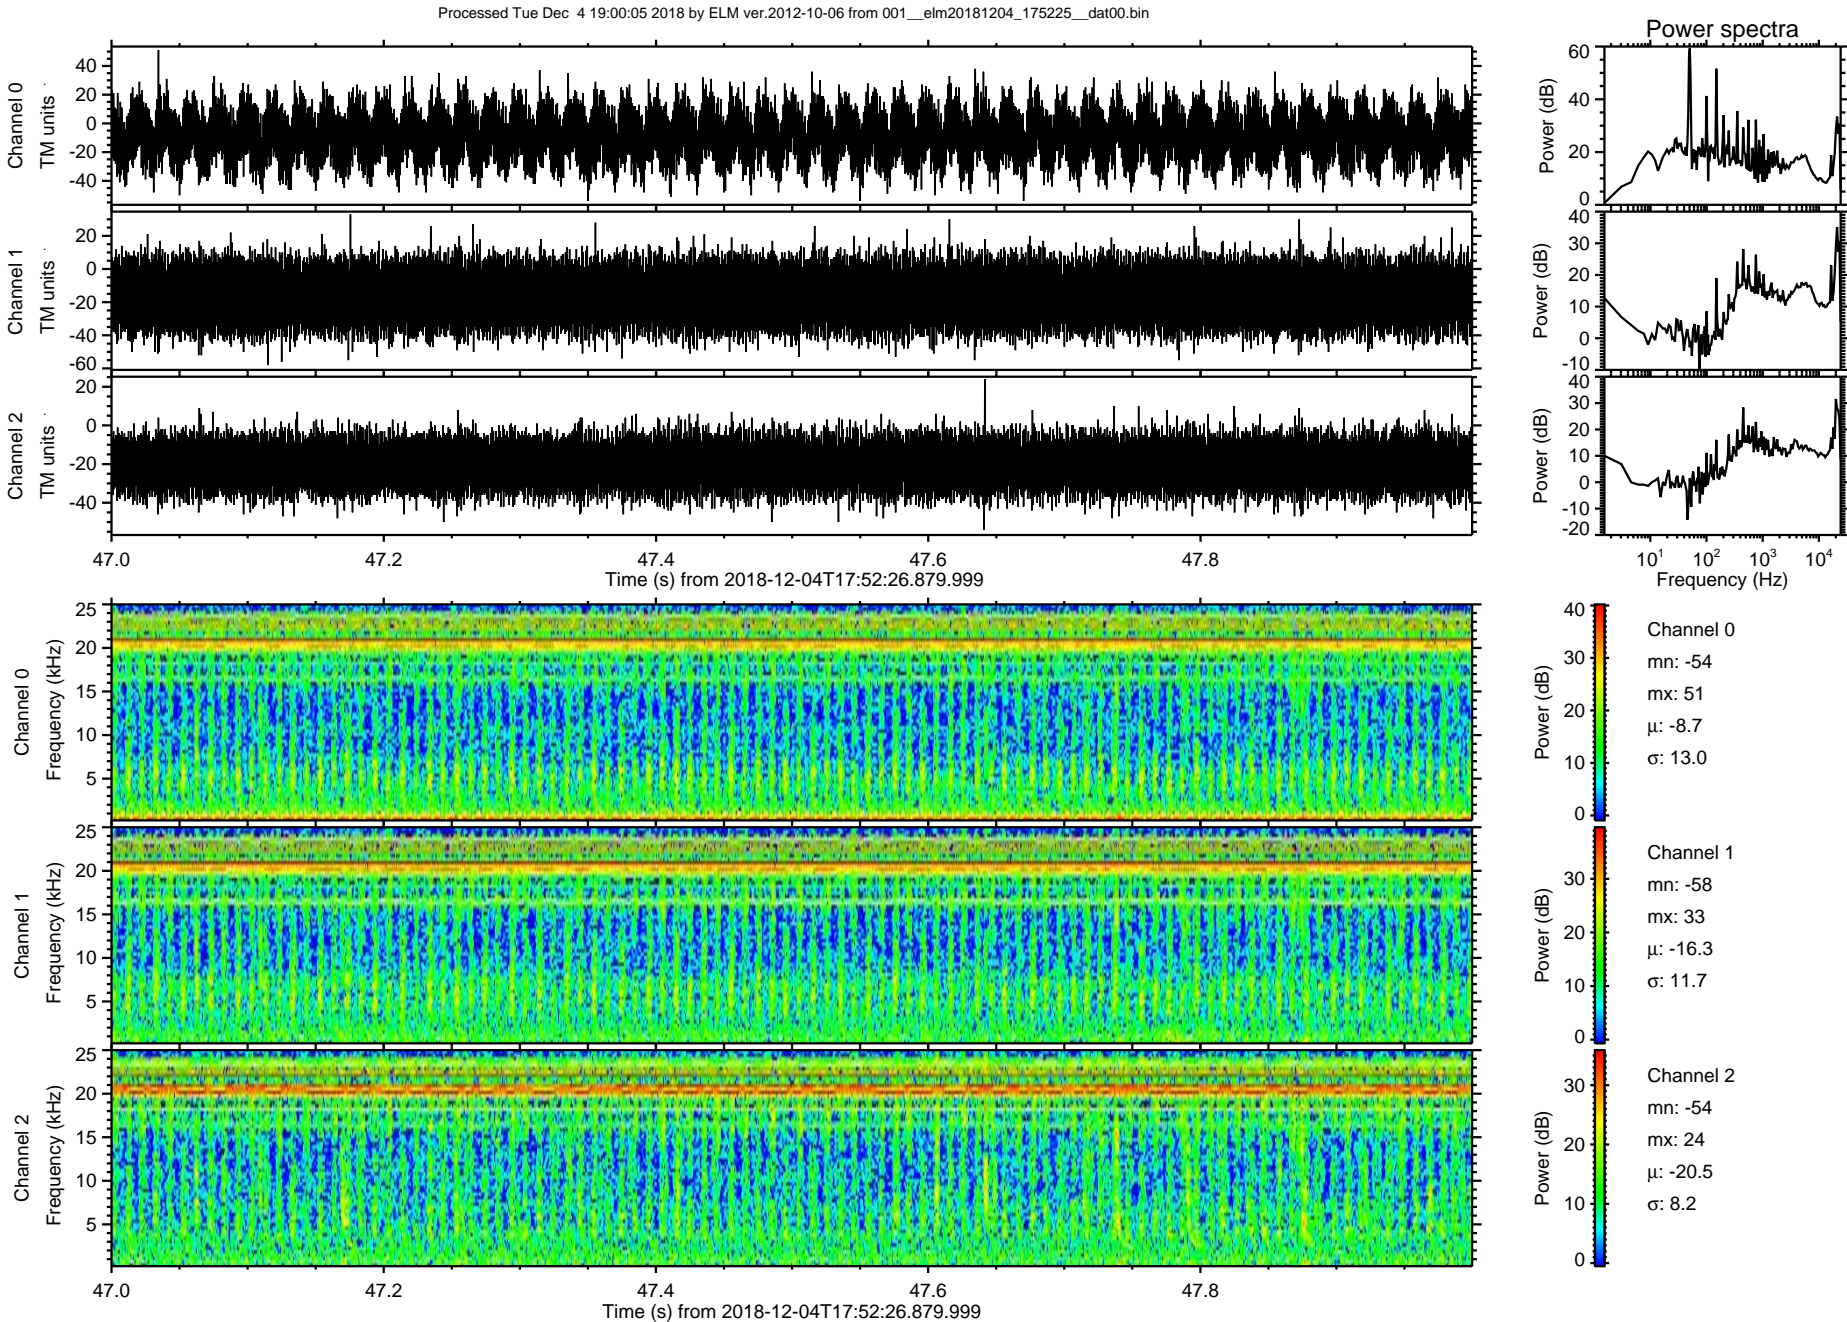 Processed Tue Dec  4 19:00:05 2018 by ELM ver.2012-10-06 from 001__elm20181204_175225__dat00.bin
Power spectra
Channel 0
TM units
40
20
0
-20
-40
Power (dB)
60
40
20
0
Channel 1
TM units
20
0
-20
-40
-60
Power (dB)
40
30
20
10
0
-10
Channel 2
TM units
20
0
-20
-40
Power (dB)
40
30
20
10
0
-10
-20
47.0 47.2 47.4 47.6 47.8
Time (s) from 2018-12-04T17:52:26.879.999
10^1 10^2 10^3 10^4
Frequency (Hz)
Channel 0
Frequency (kHz)
25
20
15
10
5
Power (dB)
40
30
20
10
0
Channel 0
mn: -54
mx: 51
μ: -8.7
σ: 13.0
Channel 1
Frequency (kHz)
25
20
15
10
5
Power (dB)
30
20
10
0
Channel 1
mn: -58
mx: 33
μ: -16.3
σ: 11.7
Channel 2
Frequency (kHz)
25
20
15
10
5
Power (dB)
30
20
10
0
Channel 2
mn: -54
mx: 24
μ: -20.5
σ: 8.2
47.0 47.2 47.4 47.6 47.8
Time (s) from 2018-12-04T17:52:26.879.999